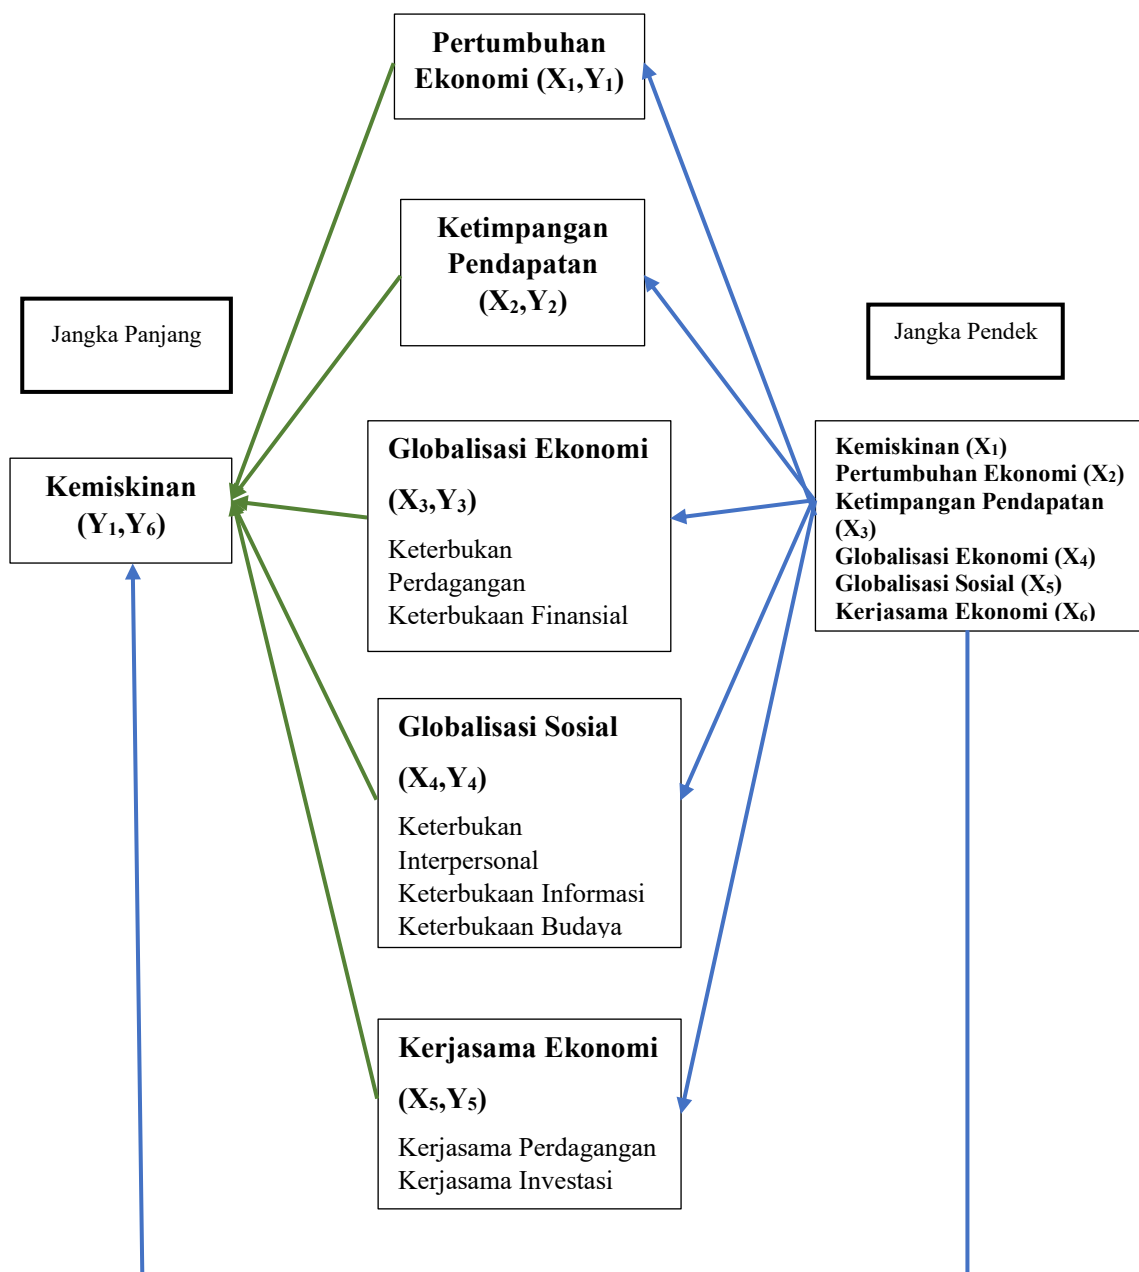 Pertumbuhan
Ekonomi (X₁,Y₁)
Ketimpangan
Pendapatan
(X₂,Y₂)
Jangka Panjang
Jangka Pendek
Kemiskinan
(Y₁,Y₆)
Globalisasi Ekonomi
(X₃,Y₃)
Keterbukan
Perdagangan
Keterbukaan Finansial
Kemiskinan (X₁)
Pertumbuhan Ekonomi (X₂)
Ketimpangan Pendapatan
(X₃)
Globalisasi Ekonomi (X₄)
Globalisasi Sosial (X₅)
Kerjasama Ekonomi (X₆)
Globalisasi Sosial
(X₄,Y₄)
Keterbukan
Interpersonal
Keterbukaan Informasi
Keterbukaan Budaya
Kerjasama Ekonomi
(X₅,Y₅)
Kerjasama Perdagangan
Kerjasama Investasi